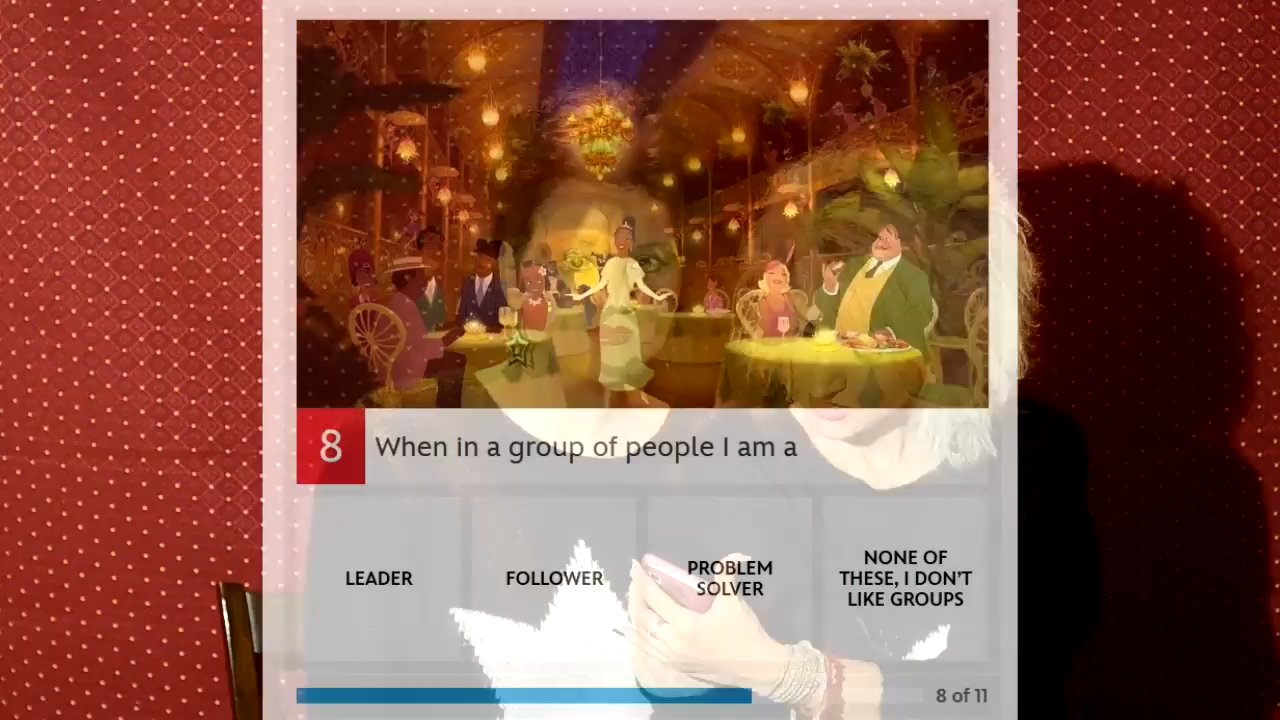 8 When in a group of people I am a
LEADER
FOLLOWER
PROBLEM
SOLVER
NONE OF
THESE, I DON'T
LIKE GROUPS
8 of 11